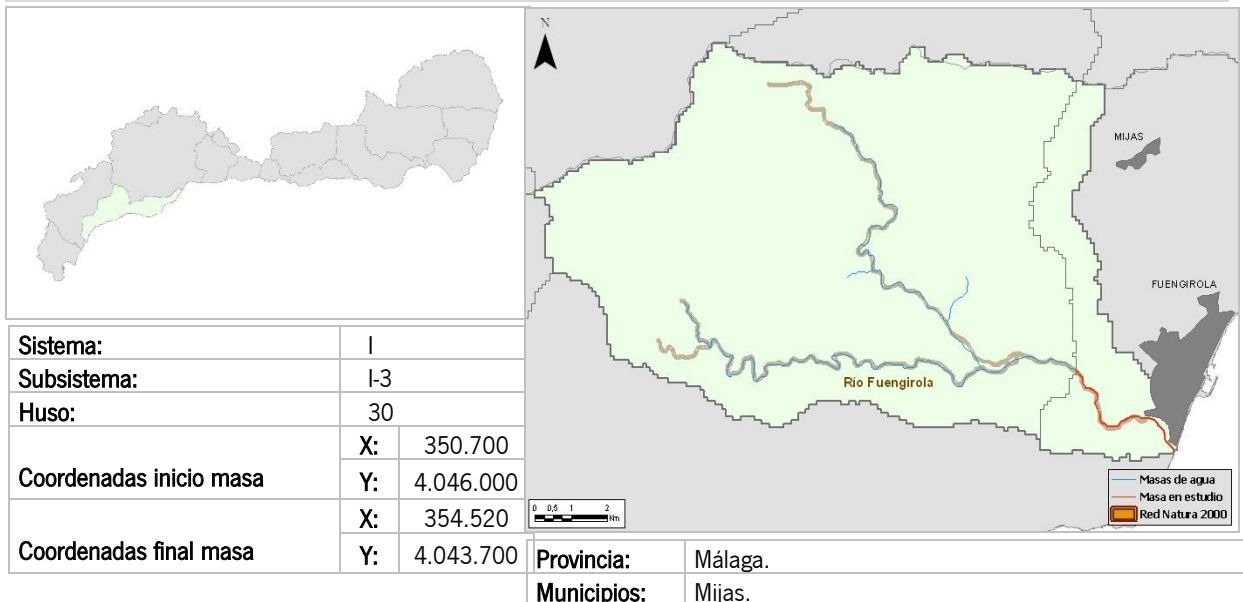 N
MIJAS
FUENGIROLA
Río Fuengirola
Masas de agua
Masa en estudio
Red Natura 2000
0 0,5 1 2
Km
Sistema: I
Subsistema: I-3
Huso: 30
Coordenadas inicio masa X: 350.700
Y: 4.046.000
Coordenadas final masa X: 354.520
Y: 4.043.700
Provincia: Málaga.
Municipios: Mijas.